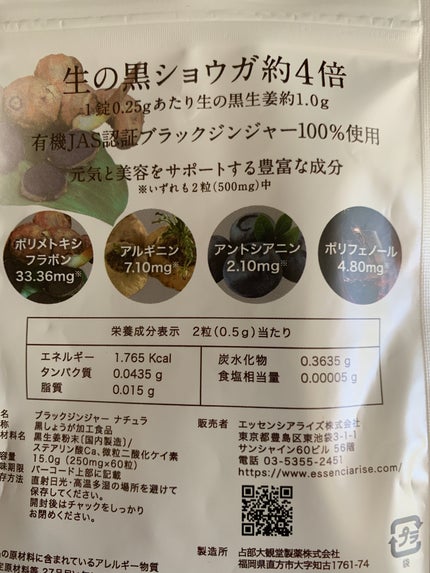 生の黒ショウガ約4倍
1錠0.25gあたり生の黒生姜約1.0g
有機JAS認証ブラックジンジャー100%使用
元気と美容をサポートする豊富な成分
※いずれも2粒(500mg)中
ポリメトキシ
フラボン
33.36mg※
アルギニン
7.10mg※
アントシアニン
2.10mg※
ポリフェノール
4.80mg※
栄養成分表示 2粒(0.5g)当たり
エネルギー 1.765 Kcal
タンパク質 0.0435 g
脂質 0.015 g
炭水化物 0.3635 g
食塩相当量 0.00005 g
名 ブラックジンジャー ナチュラ
称 黒しょうが加工食品
材料名 黒生姜粉末[国内製造]/
ステアリン酸Ca、微粒二酸化ケイ素
容量 15.0g (250mg×60粒)
味期限 バーコード上部に記載
存方法 直射日光・高温多湿の場所を避けて
保存してください。
開封後はチャックをしっかり
お閉めください。
販売者 エッセンシアライズ株式会社
東京都豊島区東池袋3-1-1
サンシャイン60ビル 56階
電話 03-5355-2451
https://www.essenciarise.com/
プラ
袋
製造所 占部大観堂製薬株式会社
福岡県直方市大字知古1761-74
の原材料に含まれているアレルギー物質